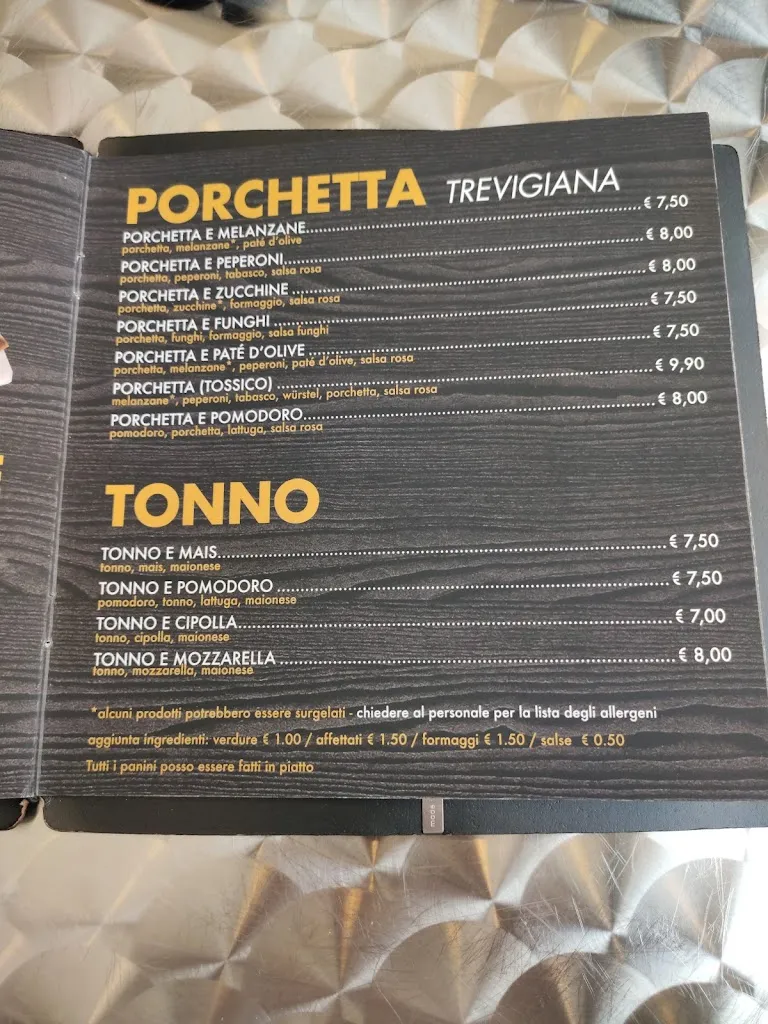 PORCHETTA TREVIGIANA
PORCHETTA E MELANZANE € 7,50
porchetta, melanzane*, paté d'olive
PORCHETTA E PEPERONI € 8,00
porchetta, peperoni, tabasco, salsa rosa
PORCHETTA E ZUCCHINE € 8,00
porchetta, zucchine*, formaggio, salsa rosa
PORCHETTA E FUNGHI € 7,50
porchetta, funghi, formaggio, salsa funghi
PORCHETTA E PATÉ D'OLIVE € 7,50
porchetta, melanzane*, peperoni, paté d'olive, salsa rosa
PORCHETTA (TOSSICO) € 9,90
melanzane*, peperoni, tabasco, würstel, porchetta, salsa rosa
PORCHETTA E POMODORO € 8,00
pomodoro, porchetta, lattuga, salsa rosa
TONNO
TONNO E MAIS € 7,50
tonno, mais, maionese
TONNO E POMODORO € 7,50
pomodoro, tonno, lattuga, maionese
TONNO E CIPOLLA € 7,00
tonno, cipolla, maionese
TONNO E MOZZARELLA € 8,00
tonno, mozzarella, maionese
*alcuni prodotti potrebbero essere surgelati - chiedere al personale per la lista degli allergeni
aggiunta ingredienti: verdure € 1.00 / affettati € 1.50 / formaggi € 1.50 / salse € 0.50
Tutti i panini posso essere fatti in piatto